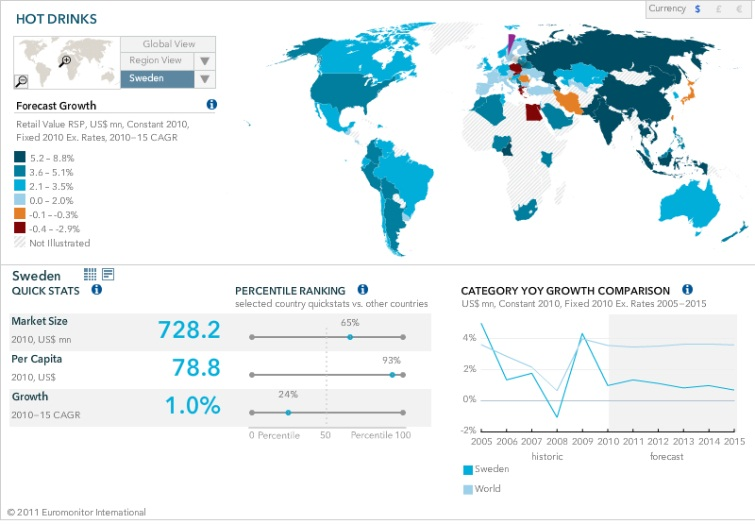 Currency $ £ €
HOT DRINKS
Global View
Region View
Sweden
Forecast Growth
Retail Value RSP, US$ mn, Constant 2010,
Fixed 2010 Ex. Rates, 2010–15 CAGR
5.2 – 8.8%
3.6 – 5.1%
2.1 – 3.5%
0.0 – 2.0%
-0.1 – -0.3%
-0.4 – -2.9%
Not Illustrated
Sweden
QUICK STATS
Market Size
2010, US$ mn
728.2
Per Capita
2010, US$
78.8
Growth
2010–15 CAGR
1.0%
PERCENTILE RANKING
selected country quickstats vs. other countries
65%
93%
24%
0 Percentile 50 Percentile 100
CATEGORY YOY GROWTH COMPARISON
US$ mn, Constant 2010, Fixed 2010 Ex. Rates 2005–2015
4%
2%
0%
-2%
2005 2006 2007 2008 2009 2010 2011 2012 2013 2014 2015
historic forecast
Sweden
World
© 2011 Euromonitor International